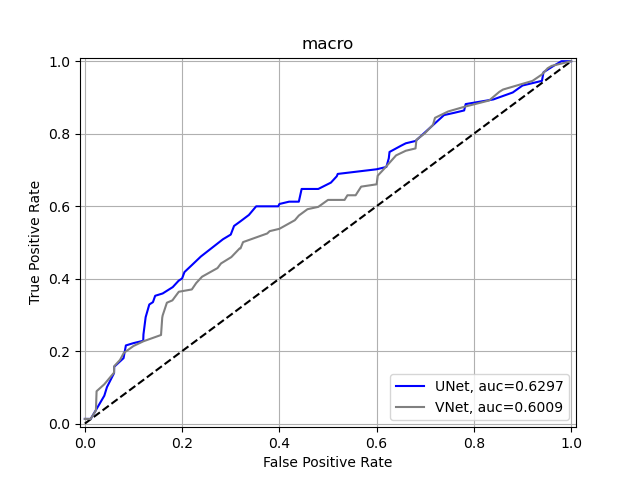 macro
1.0
0.8
0.6
0.4
0.2
0.0
True Positive Rate
UNet, auc=0.6297
VNet, auc=0.6009
0.0 0.2 0.4 0.6 0.8 1.0
False Positive Rate